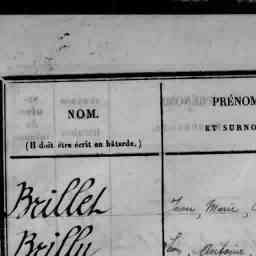 NOM.
(Il doit être écrit en bâtarde.)
PRÉNOM
ET SURNO
Brillet
Jean, Marie,
Brilly
Antoine